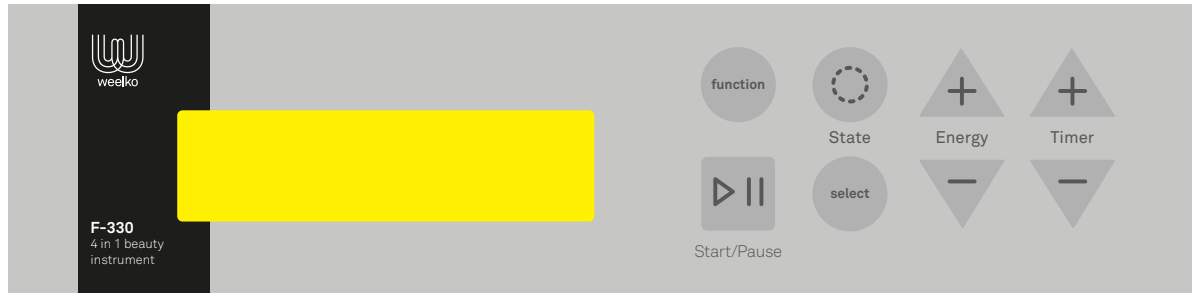 weelko
F-330
4 in 1 beauty
instrument
function
State
Energy
Timer
select
Start/Pause